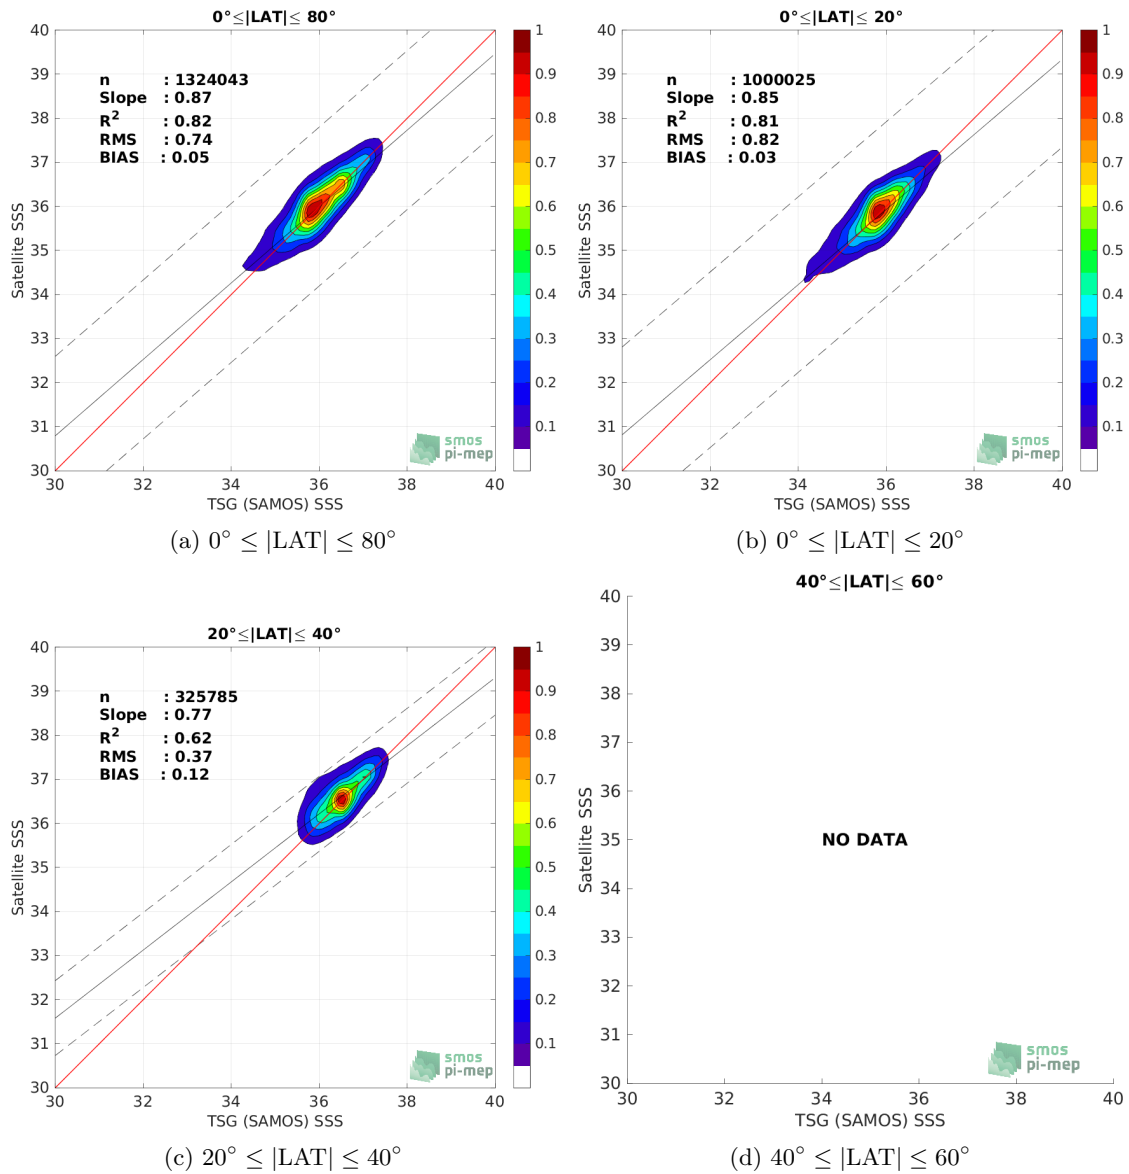 0°≤|LAT|≤ 80°
40
39
38
37
36
35
34
33
32
31
30
Satellite SSS
n : 1324043
Slope : 0.87
R² : 0.82
RMS : 0.74
BIAS : 0.05
smos
pi-mep
30 32 34 36 38 40
TSG (SAMOS) SSS
1
0.9
0.8
0.7
0.6
0.5
0.4
0.3
0.2
0.1
(a) 0° ≤ |LAT| ≤ 80°
0°≤|LAT|≤ 20°
40
39
38
37
36
35
34
33
32
31
30
Satellite SSS
n : 1000025
Slope : 0.85
R² : 0.81
RMS : 0.82
BIAS : 0.03
smos
pi-mep
30 32 34 36 38 40
TSG (SAMOS) SSS
1
0.9
0.8
0.7
0.6
0.5
0.4
0.3
0.2
0.1
(b) 0° ≤ |LAT| ≤ 20°
20°≤|LAT|≤ 40°
40
39
38
37
36
35
34
33
32
31
30
Satellite SSS
n : 325785
Slope : 0.77
R² : 0.62
RMS : 0.37
BIAS : 0.12
smos
pi-mep
30 32 34 36 38 40
TSG (SAMOS) SSS
1
0.9
0.8
0.7
0.6
0.5
0.4
0.3
0.2
0.1
(c) 20° ≤ |LAT| ≤ 40°
40°≤|LAT|≤ 60°
40
39
38
37
36
35
34
33
32
31
30
Satellite SSS
NO DATA
smos
pi-mep
30 32 34 36 38 40
TSG (SAMOS) SSS
(d) 40° ≤ |LAT| ≤ 60°